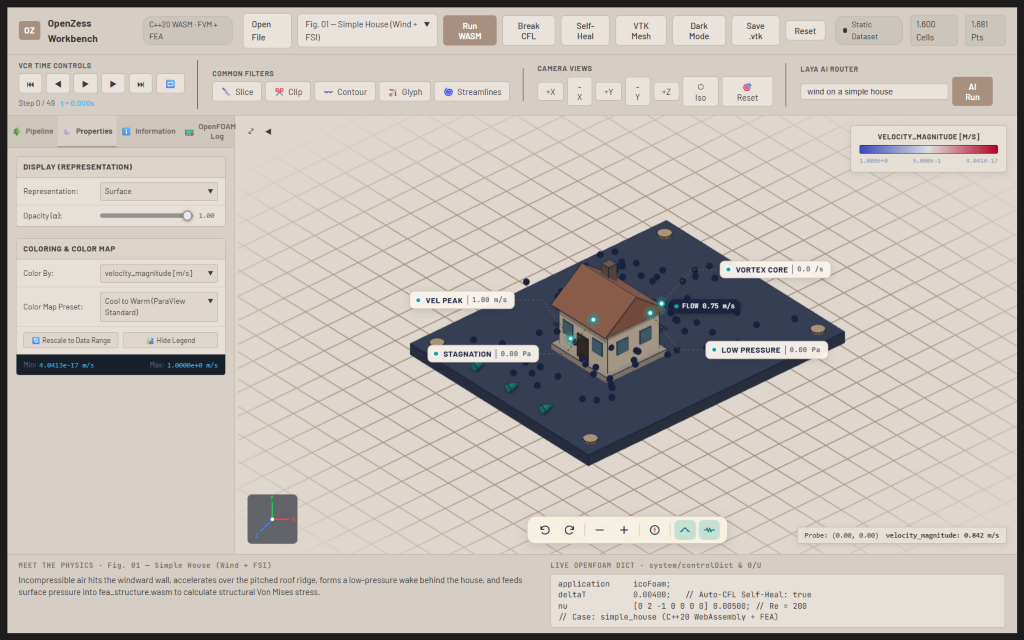 OZ
OpenZess
Workbench
C++20 WASM · FVM +
FEA
Open
File
Fig. 01 — Simple House (Wind +
FSI)
Run
WASM
Break
CFL
Self-
Heal
VTK
Mesh
Dark
Mode
Save
.vtk
Reset
Static
Dataset
1,600
Cells
1,681
Pts
VCR TIME CONTROLS
Step 0 / 49 t = 0.000s
COMMON FILTERS
Slice
Clip
Contour
Glyph
Streamlines
CAMERA VIEWS
+X
-
X
+Y
-
Y
+Z
Iso
Reset
LAYA AI ROUTER
wind on a simple house
AI
Run
Pipeline
Properties
Information
OpenFOAM
Log
DISPLAY (REPRESENTATION)
Representation:
Surface
Opacity(α):
1.00
COLORING & COLOR MAP
Color By:
velocity_magnitude [m/s]
Color Map Preset:
Cool to Warm (ParaView
Standard)
Rescale to Data Range
Hide Legend
Min: 4.0413e-17 m/s
Max: 1.0000e+0 m/s
VELOCITY_MAGNITUDE [M/S]
1.000e+0
5.000e-1
4.041e-17
VORTEX CORE
0.0 /s
VEL PEAK
1.00 m/s
FLOW 0.75 m/s
STAGNATION
0.00 Pa
LOW PRESSURE
0.00 Pa
Probe: (0.00, 0.00) velocity_magnitude: 0.842 m/s
MEET THE PHYSICS · Fig. 01 — Simple House (Wind + FSI)
Incompressible air hits the windward wall, accelerates over the pitched roof ridge, forms a low-pressure wake behind the house, and feeds
surface pressure into fea_structure.wasm to calculate structural Von Mises stress.
LIVE OPENFOAM DICT · system/controlDict & 0/U
application icoFoam;
deltaT 0.00400; // Auto-CFL Self-Heal: true
nu [0 2 -1 0 0 0 0] 0.00500; // Re = 200
// Case: simple_house (C++20 WebAssembly + FEA)